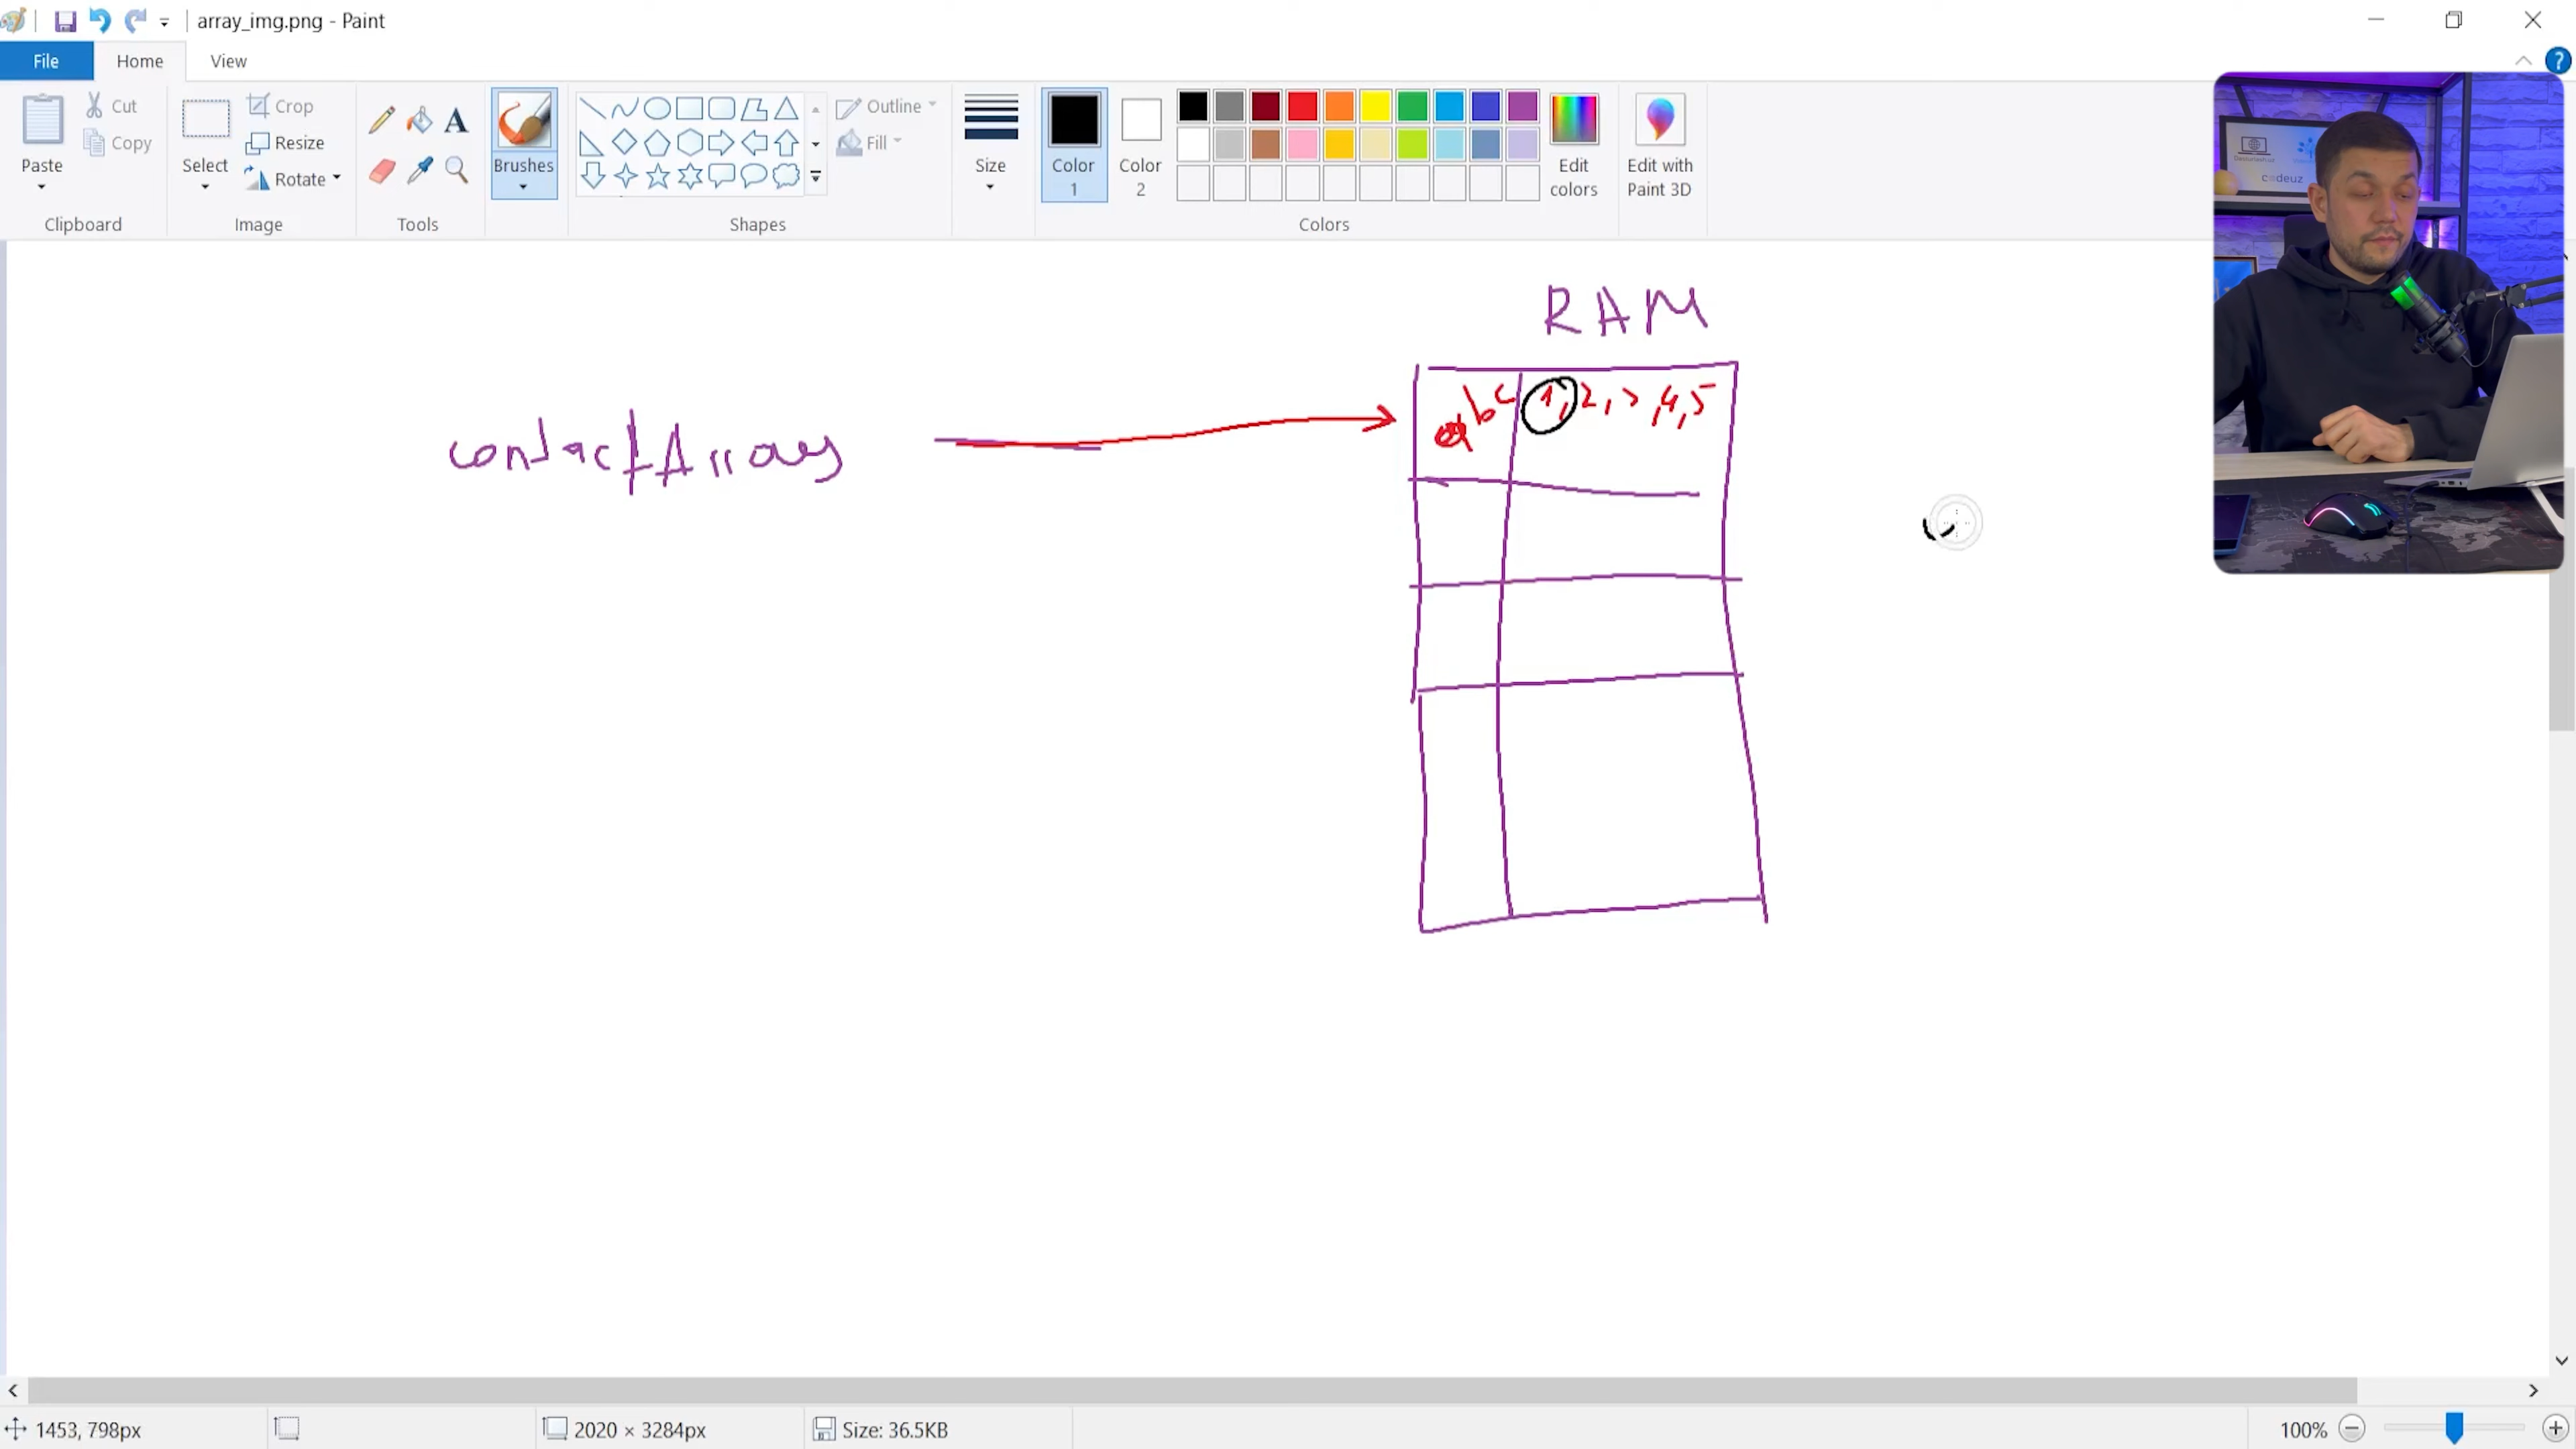 array_img.png - Paint
File Home View
Paste
Cut
Copy
Clipboard
Select
Crop
Resize
Rotate
Image
Tools
Brushes
Shapes
Outline
Fill
Size
Color 1
Color 2
Edit colors
Colors
Edit with Paint 3D
codeuz
RAM
contactArray
abc 1,2,3,4,5
1453, 798px
2020 × 3284px
Size: 36.5KB
100%